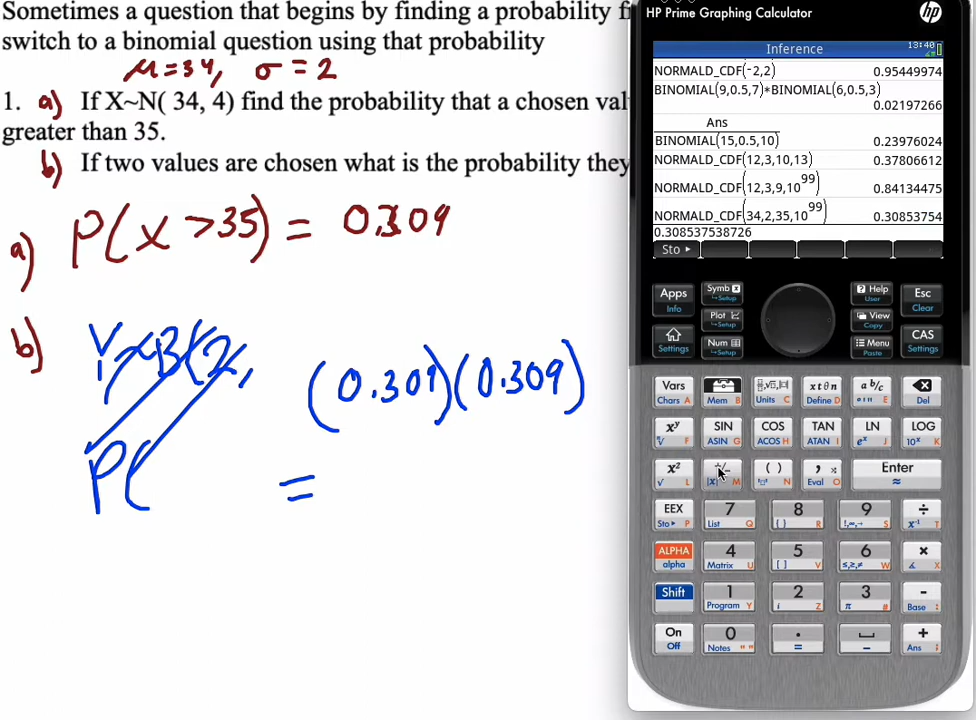 Sometimes a question that begins by finding a probability
switch to a binomial question using that probability
μ=34, σ=2
1. a) If X~N( 34, 4) find the probability that a chosen
greater than 35.
b) If two values are chosen what is the probability they
a) P(X >35) = 0.309
b) Y~B(2,
(0.309)(0.309)
P( =
HP Prime Graphing Calculator
hp
Inference 13:40
NORMALD_CDF(-2,2) 0.95449974
BINOMIAL(9,0.5,7)*BINOMIAL(6,0.5,3)
0.02197266
Ans
BINOMIAL(15,0.5,10) 0.23976024
NORMALD_CDF(12,3,10,13) 0.37806612
NORMALD_CDF(12,3,9,10^99) 0.84134475
NORMALD_CDF(34,2,35,10^99) 0.30853754
0.308537538726
Sto ▸
Apps Info
Symb Setup
Help User
Esc Clear
Plot Setup
View Copy
Settings
Num Setup
Menu Paste
CAS Settings
Vars Chars A
Mem B
Units C
x t θ n Define D
a b/c E
Del
x^y F
SIN ASIN G
COS ACOS H
TAN ATAN I
LN e^x J
LOG 10^x K
x² √ L
+/- |x| M
( ) N
, Eval O
Enter ≈
EEX Sto▸ P
7 List Q
8 { } R
9 !,∞,→ S
÷ x⁻¹ T
ALPHA alpha
4 Matrix U
5 [ ] V
6 ≤,≥,≠ W
× ∡ X
Shift
1 Program Y
2 i Z
3 π #
- Base :
On Off
0 Notes " "
. =
_
+ Ans ;